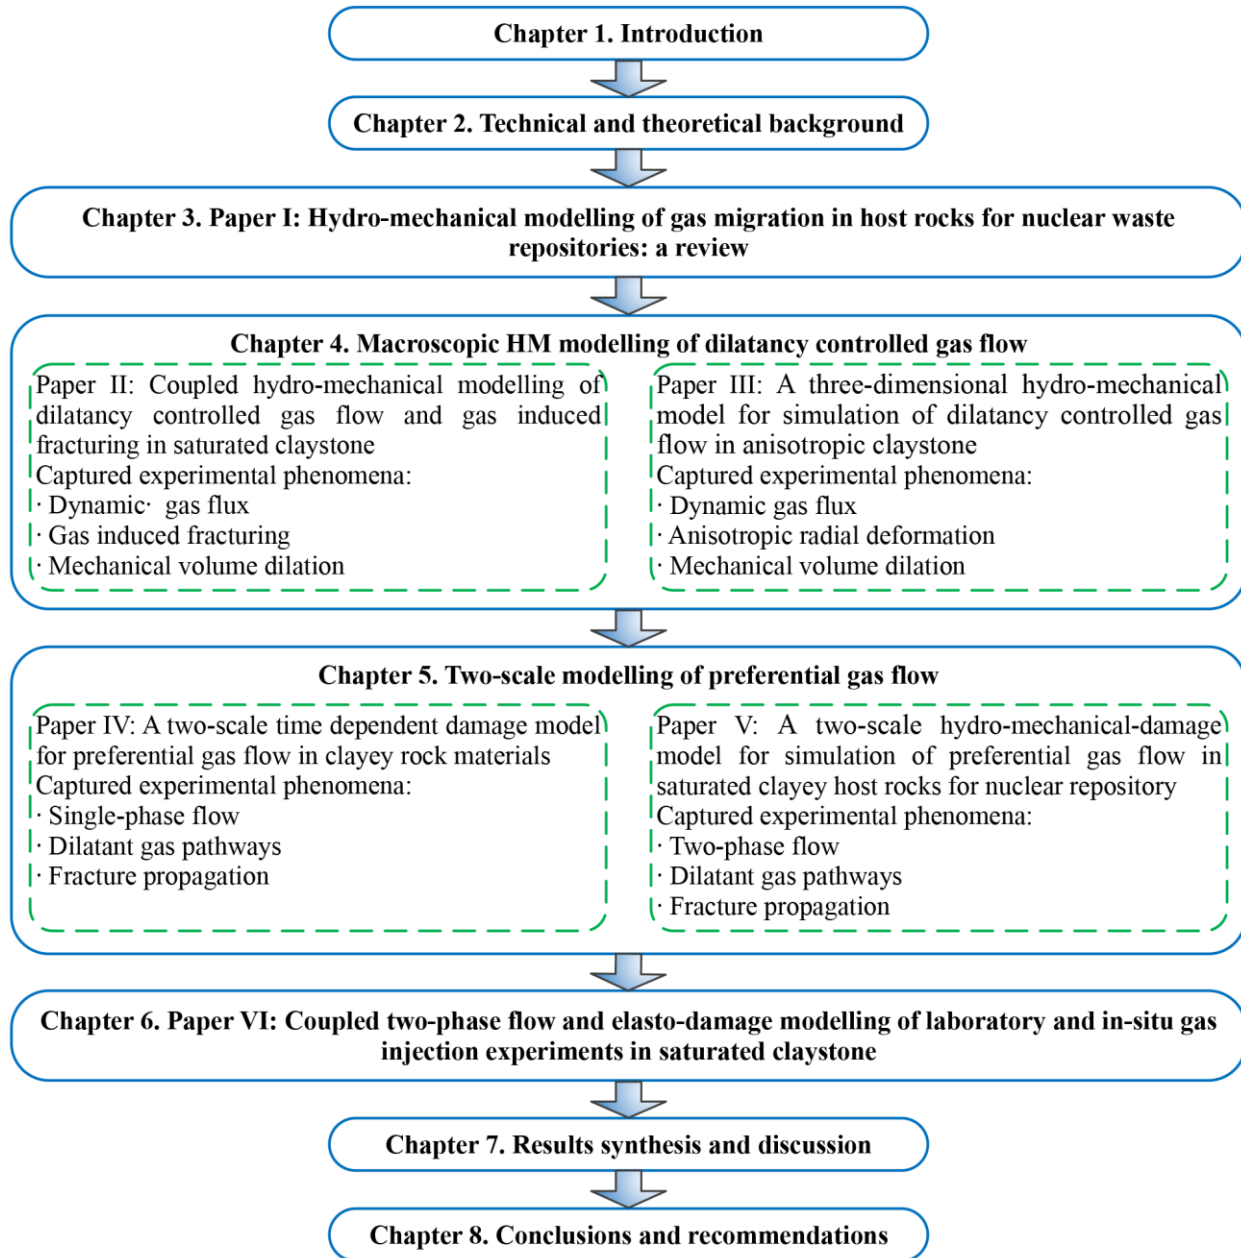 Chapter 1. Introduction
Chapter 2. Technical and theoretical background
Chapter 3. Paper I: Hydro-mechanical modelling of gas migration in host rocks for nuclear waste
repositories: a review
Chapter 4. Macroscopic HM modelling of dilatancy controlled gas flow
Paper II: Coupled hydro-mechanical modelling of
dilatancy controlled gas flow and gas induced
fracturing in saturated claystone
Captured experimental phenomena:
· Dynamic· gas flux
· Gas induced fracturing
· Mechanical volume dilation
Paper III: A three-dimensional hydro-mechanical
model for simulation of dilatancy controlled gas
flow in anisotropic claystone
Captured experimental phenomena:
· Dynamic gas flux
· Anisotropic radial deformation
· Mechanical volume dilation
Chapter 5. Two-scale modelling of preferential gas flow
Paper IV: A two-scale time dependent damage model
for preferential gas flow in clayey rock materials
Captured experimental phenomena:
· Single-phase flow
· Dilatant gas pathways
· Fracture propagation
Paper V: A two-scale hydro-mechanical-damage
model for simulation of preferential gas flow in
saturated clayey host rocks for nuclear repository
Captured experimental phenomena:
· Two-phase flow
· Dilatant gas pathways
· Fracture propagation
Chapter 6. Paper VI: Coupled two-phase flow and elasto-damage modelling of laboratory and in-situ gas
injection experiments in saturated claystone
Chapter 7. Results synthesis and discussion
Chapter 8. Conclusions and recommendations